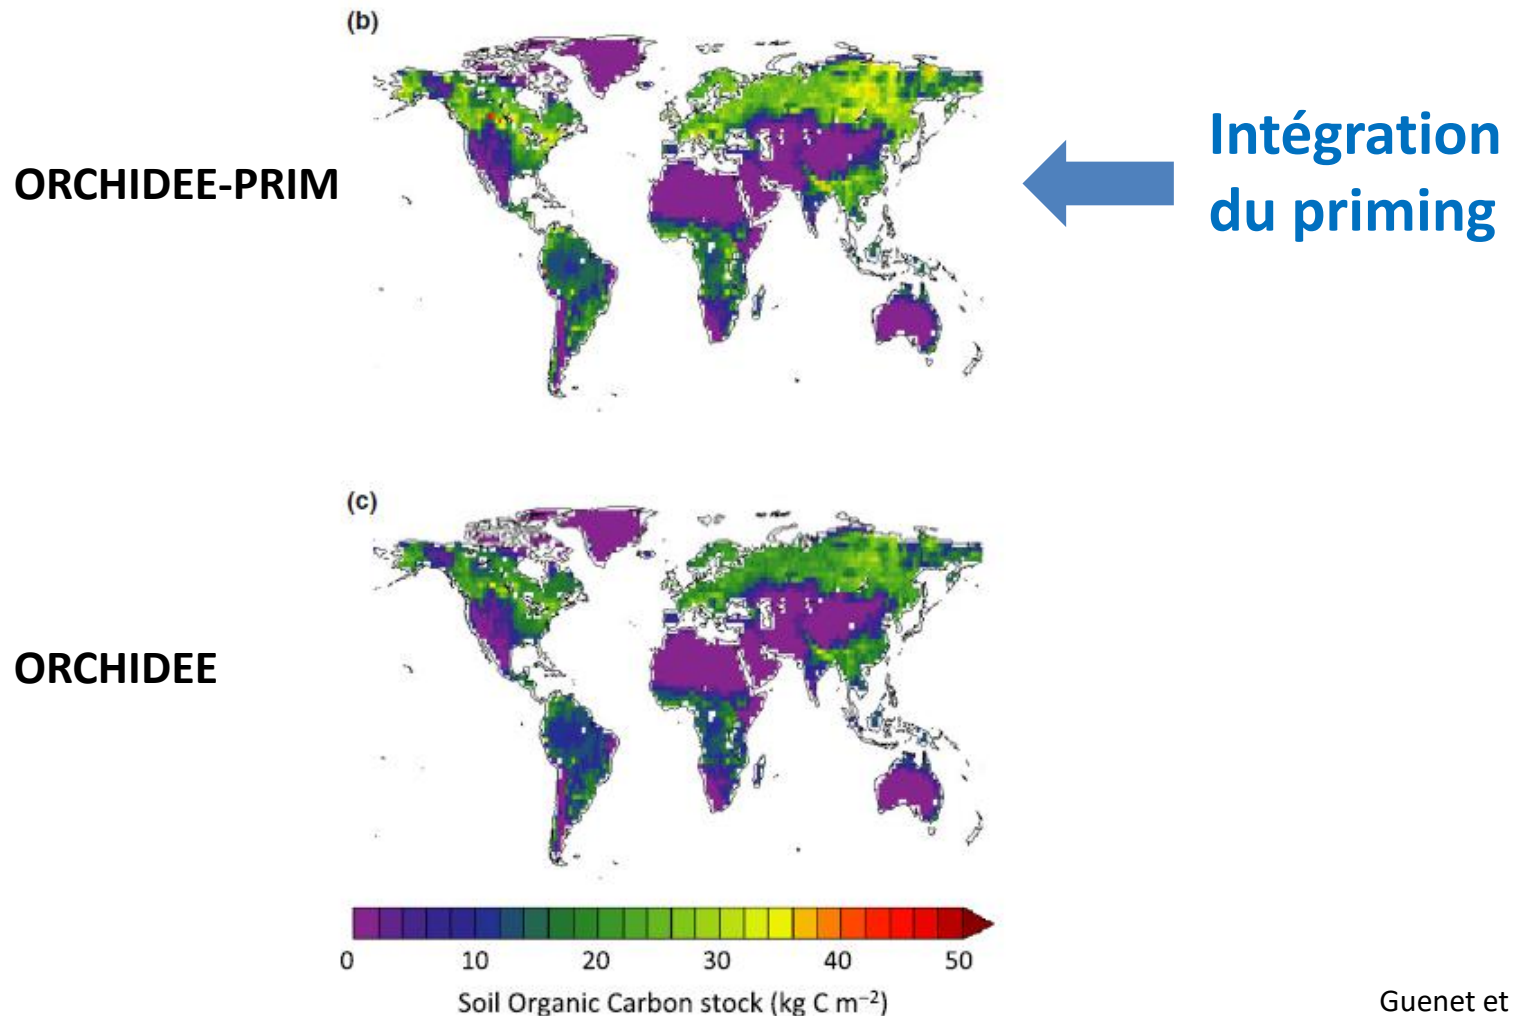 (b)
ORCHIDEE-PRIM
Intégration
du priming
(c)
ORCHIDEE
0 10 20 30 40 50
Soil Organic Carbon stock (kg C m⁻²)
Guenet et